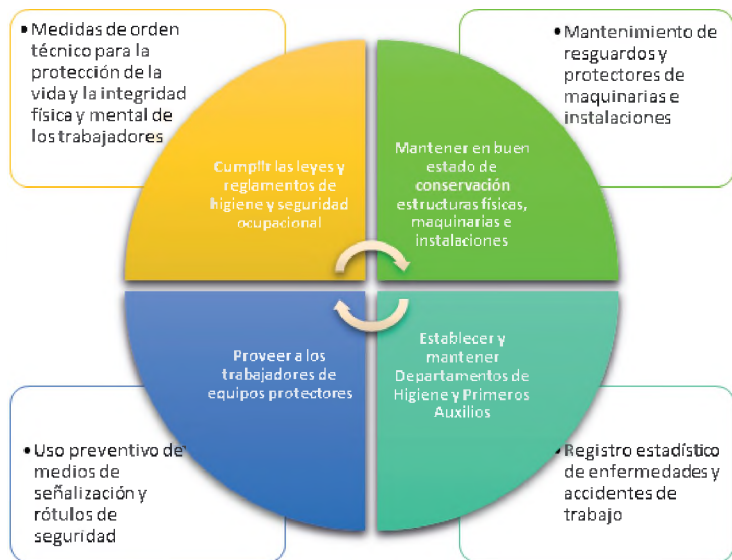 • Medidas de orden
técnico para la
protección de la
vida y la integridad
física y mental de
los trabajadores
• Mantenimiento de
resguardos y
protectores de
maquinarias e
instalaciones
Cumplir las leyes y
reglamentos de
higiene y seguridad
ocupacional
Mantener en buen
estado de
conservación
estructuras físicas,
maquinarias e
instalaciones
Proveer a los
trabajadores de
equipos protectores
Establecer y
mantener
Departamentos de
Higiene y Primeros
Auxilios
• Uso preventivo de
medios de
señalización y
rótulos de
seguridad
• Registro estadístico
de enfermedades y
accidentes de
trabajo